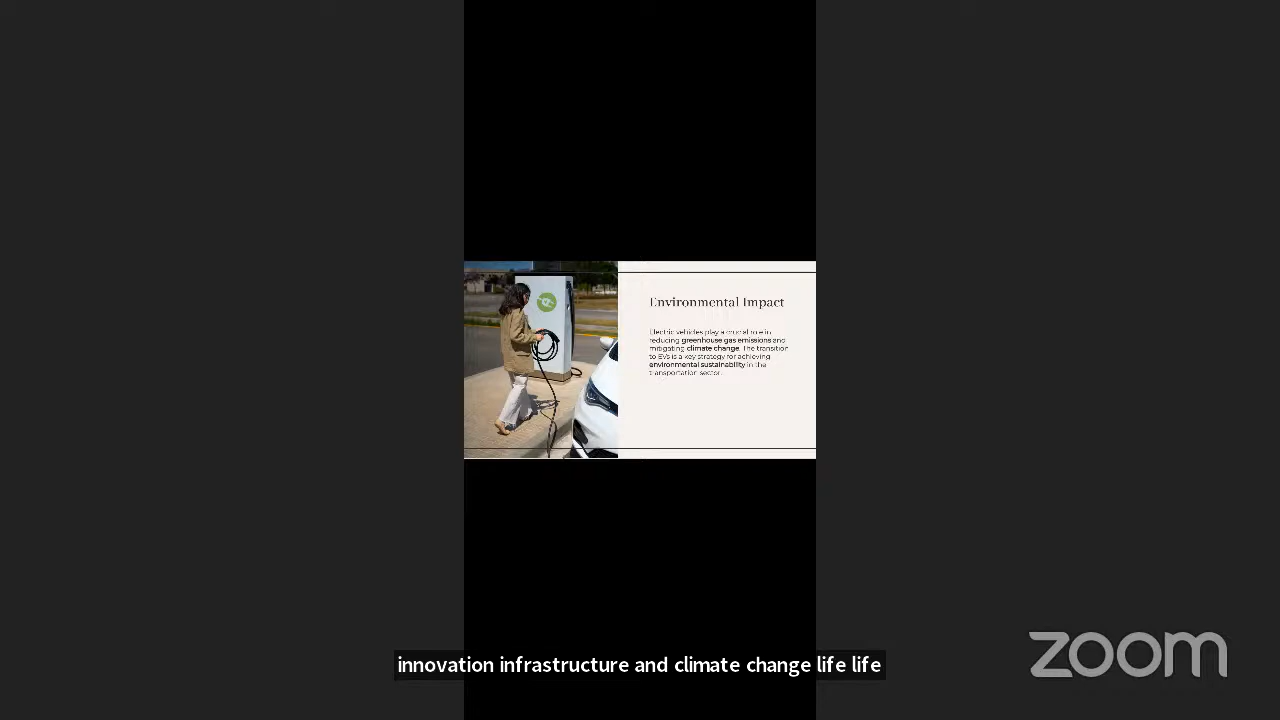 Environmental Impact
Electric vehicles play a crucial role in
reducing greenhouse gas emissions and
mitigating climate change. The transition
to EVs is a key strategy for achieving
environmental sustainability in the
transportation sector.
innovation infrastructure and climate change life life
zoom